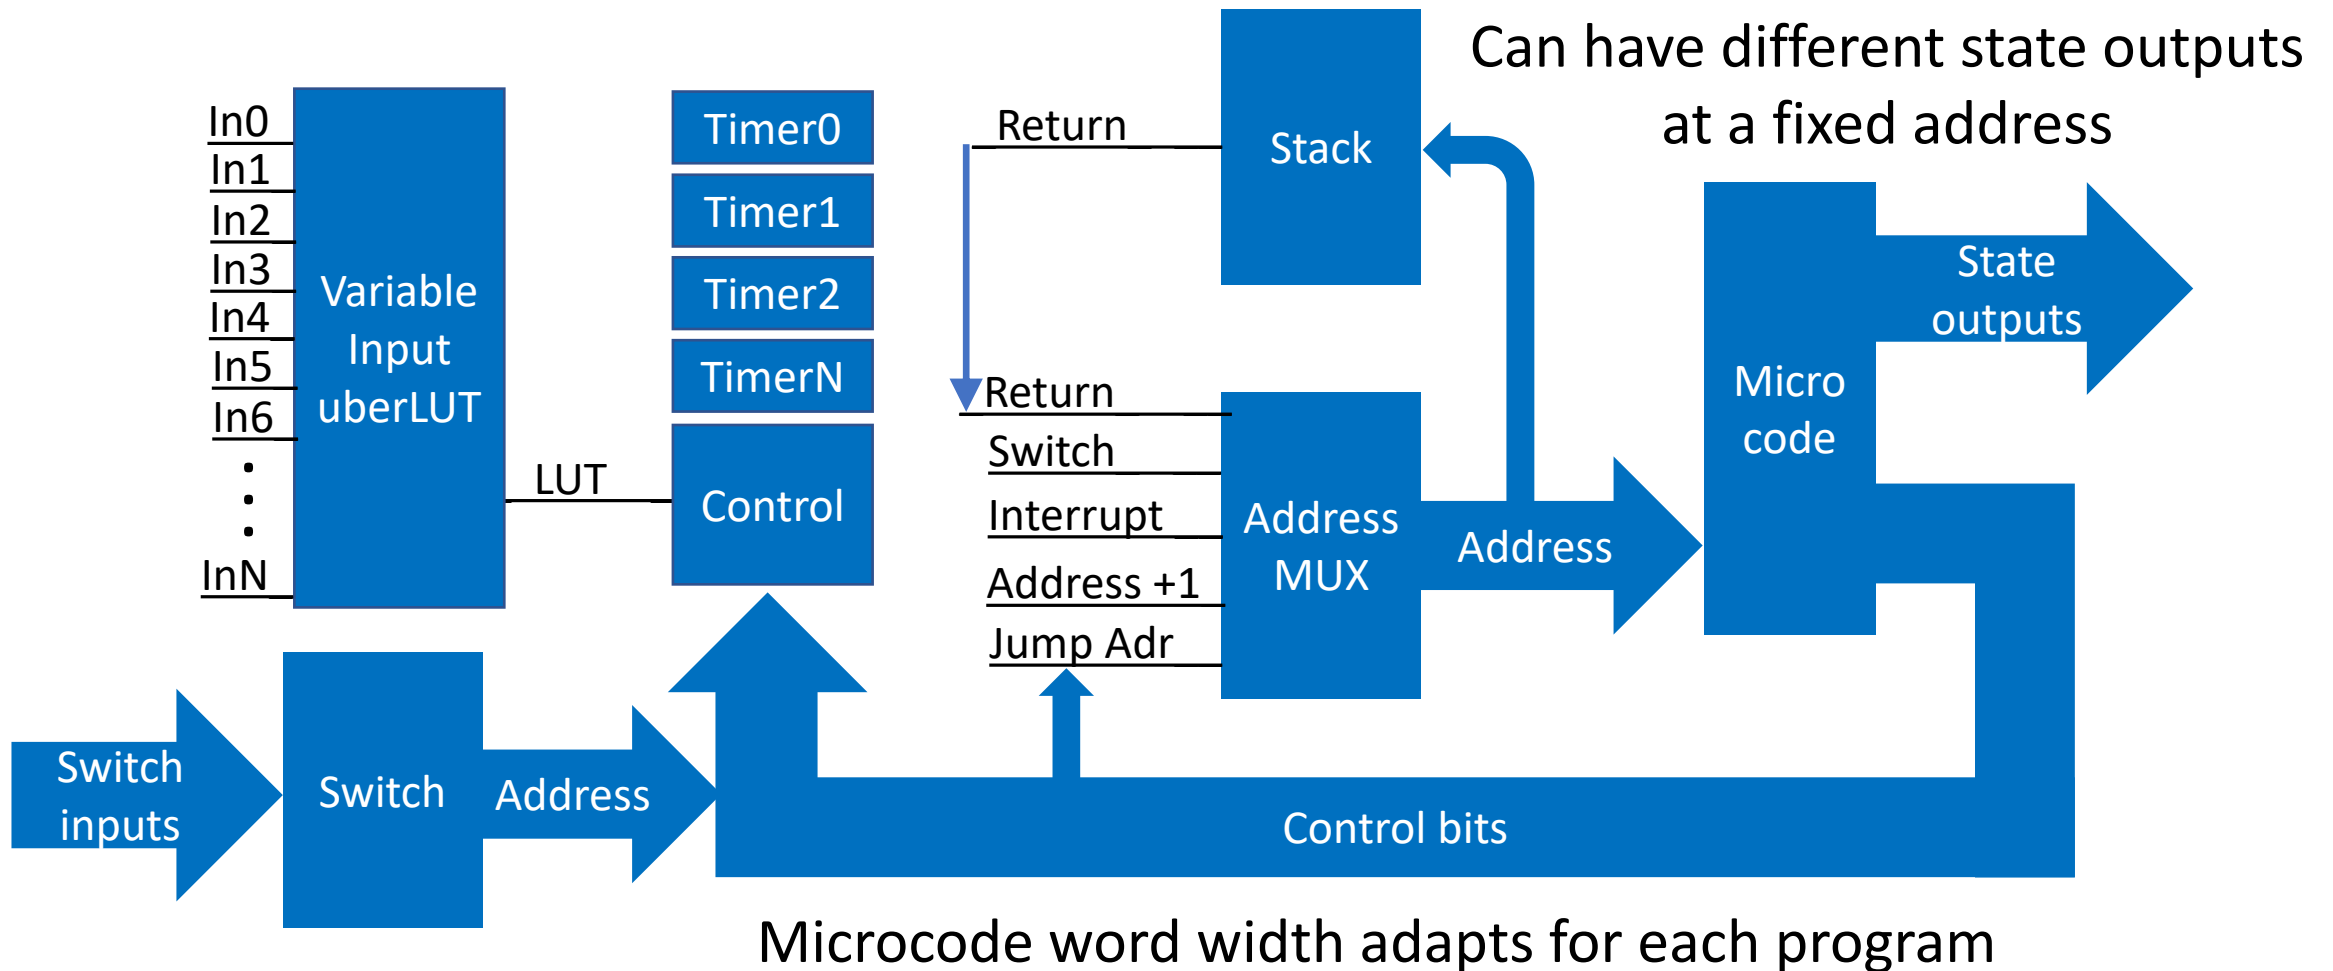 Can have different state outputs
at a fixed address
In0
In1
In2
In3
In4
In5
In6
InN
Variable
Input
uberLUT
LUT
Timer0
Timer1
Timer2
TimerN
Control
Return
Stack
Return
Switch
Interrupt
Address +1
Jump Adr
Address
MUX
Address
Micro
code
State
outputs
Switch
inputs
Switch
Address
Control bits
Microcode word width adapts for each program